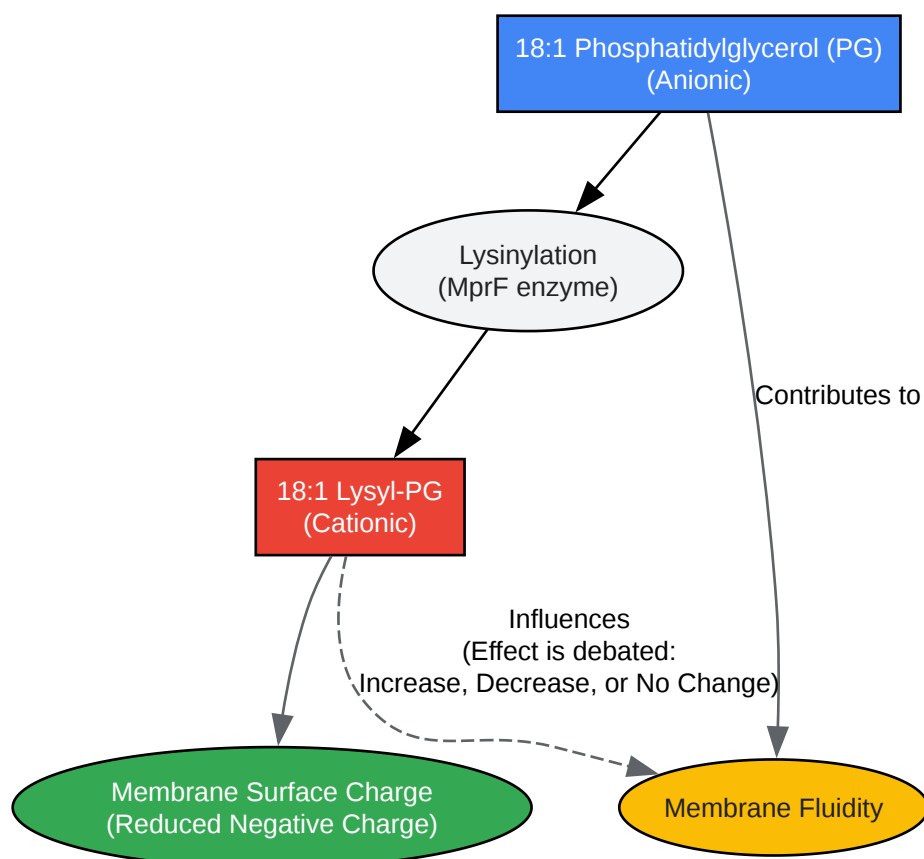 18:1 Phosphatidylglycerol (PG)
(Anionic)
Lysinylation
(MprF enzyme)
Contributes to
18:1 Lysyl-PG
(Cationic)
Influences
(Effect is debated:
Increase, Decrease, or No Change)
Membrane Surface Charge
(Reduced Negative Charge)
Membrane Fluidity